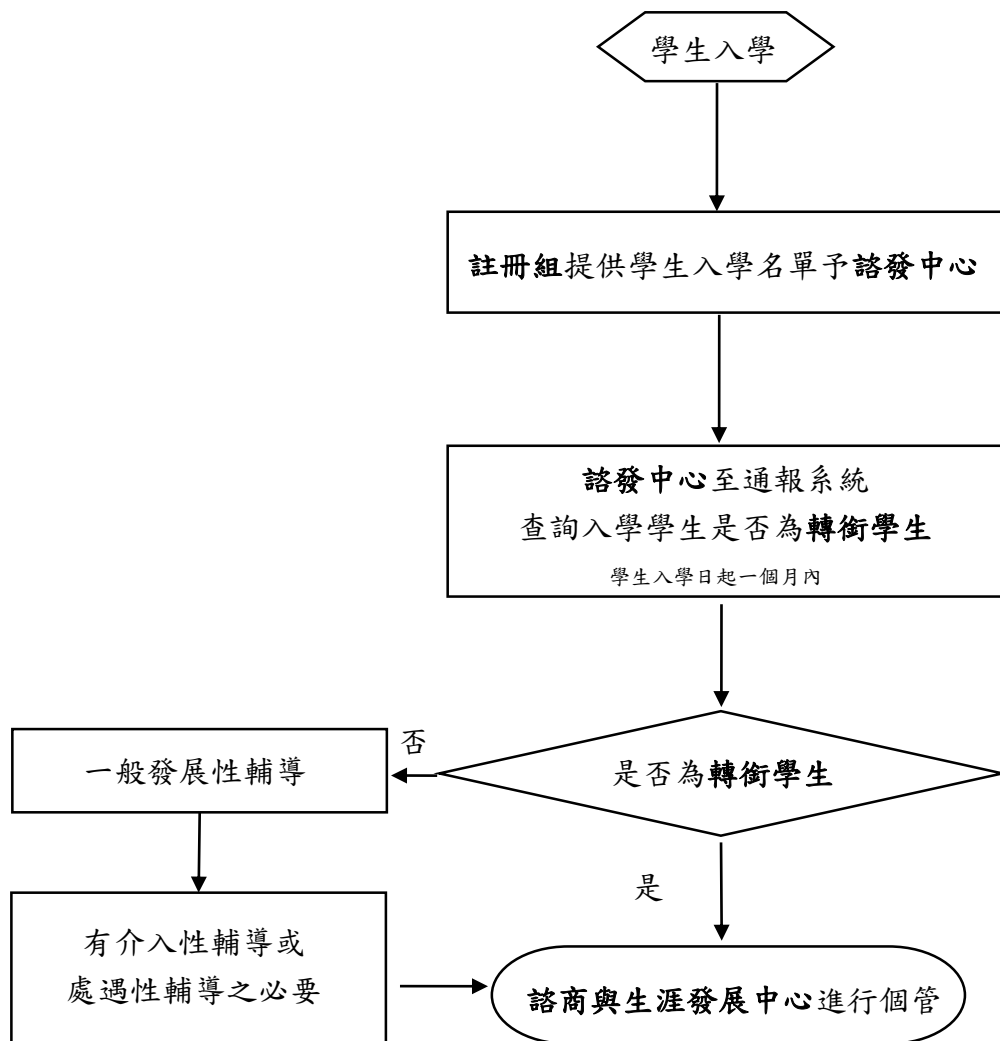 學生入學
註冊組提供學生入學名單予諮發中心
諮發中心至通報系統
查詢入學學生是否為轉銜學生
學生入學日起一個月內
是否為轉銜學生
否
一般發展性輔導
是
有介入性輔導或
處遇性輔導之必要
諮商與生涯發展中心進行個管